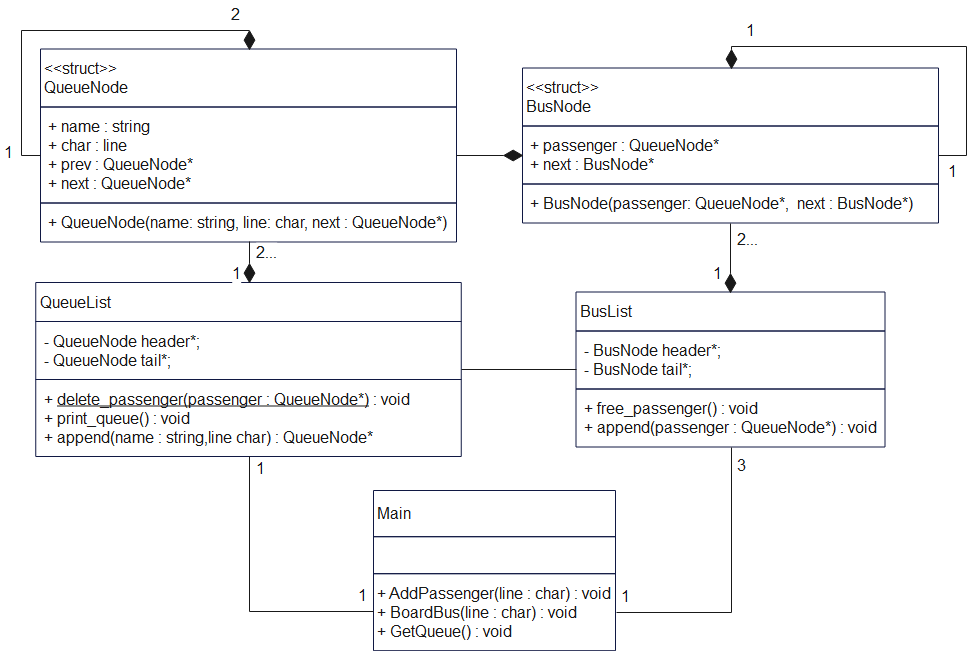 2
1
<<struct>>
QueueNode
+ name : string
+ char : line
+ prev : QueueNode*
+ next : QueueNode*
+ QueueNode(name: string, line: char, next : QueueNode*)
1
<<struct>>
BusNode
+ passenger : QueueNode*
+ next : BusNode*
+ BusNode(passenger: QueueNode*, next : BusNode*)
1
2...
1
2...
1
QueueList
- QueueNode header*;
- QueueNode tail*;
+ delete_passenger(passenger : QueueNode*) : void
+ print_queue() : void
+ append(name : string,line char) : QueueNode*
BusList
- BusNode header*;
- BusNode tail*;
+ free_passenger() : void
+ append(passenger : QueueNode*) : void
1
3
Main
1
+ AddPassenger(line : char) : void
+ BoardBus(line : char) : void
+ GetQueue() : void
1